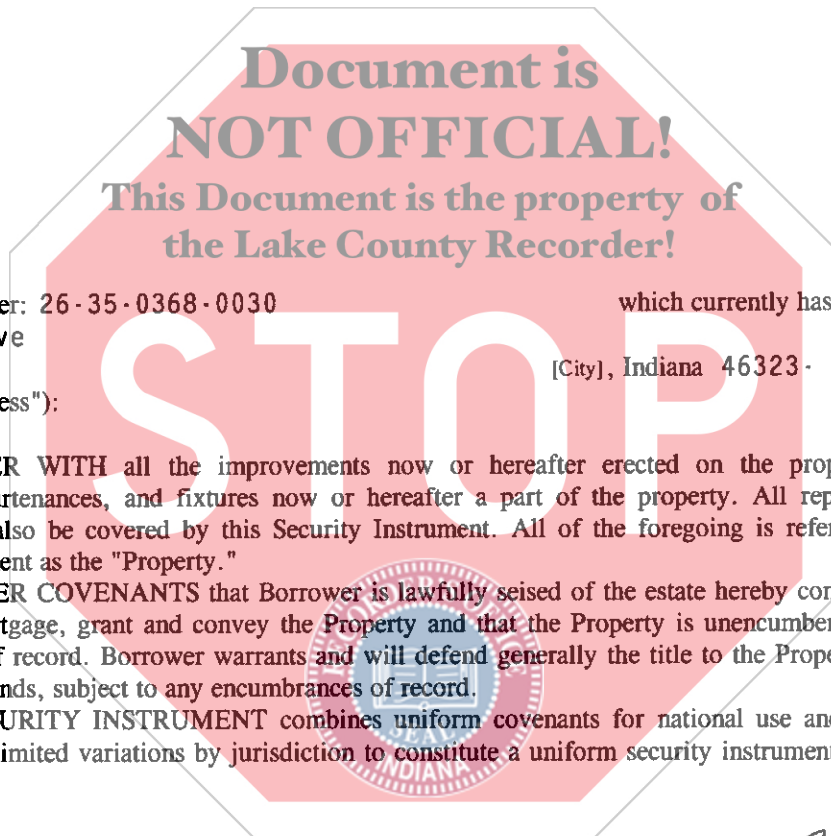 Document is
NOT OFFICIAL!
This Document is the property of
the Lake County Recorder!
er: 26-35-0368-0030 which currently has
ve
[City], Indiana 46323-
ess"):
STOP
ER WITH all the improvements now or hereafter erected on the prop
rtenances, and fixtures now or hereafter a part of the property. All rep
also be covered by this Security Instrument. All of the foregoing is refer
ent as the "Property."
ER COVENANTS that Borrower is lawfully seised of the estate hereby con
tgage, grant and convey the Property and that the Property is unencumber
f record. Borrower warrants and will defend generally the title to the Prope
nds, subject to any encumbrances of record.
URITY INSTRUMENT combines uniform covenants for national use and
imited variations by jurisdiction to constitute a uniform security instrument
SEAL
INDIANA